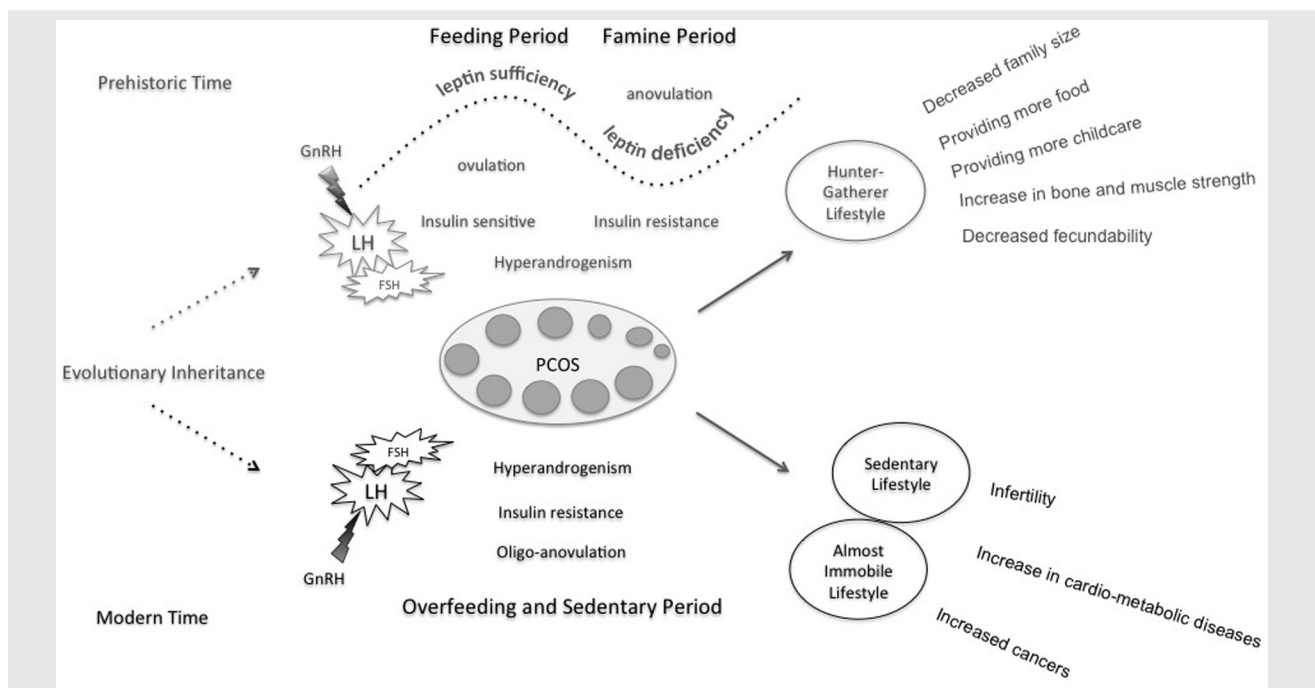 Feeding Period
Famine Period
Prehistoric Time
leptin sufficiency
anovulation
leptin deficiency
GnRH
ovulation
LH
FSH
Insulin sensitive
Insulin resistance
Hyperandrogenism
Hunter-
Gatherer
Lifestyle
Decreased family size
Providing more food
Providing more childcare
Increase in bone and muscle strength
Decreased fecundability
Evolutionary Inheritance
PCOS
FSH
LH
GnRH
Hyperandrogenism
Insulin resistance
Oligo-anovulation
Sedentary
Lifestyle
Almost
Immobile
Lifestyle
Infertility
Increase in cardio-metabolic diseases
Increased cancers
Modern Time
Overfeeding and Sedentary Period